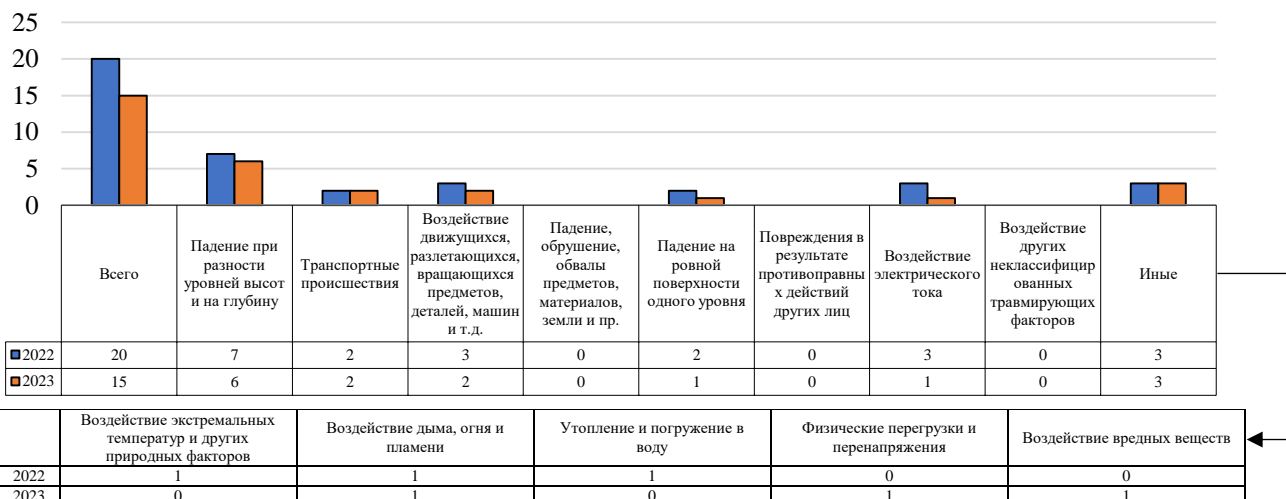 25
20
15
10
5
0
Всего
Падение при
разности
уровней высот
и на глубину
Транспортные
происшествия
Воздействие
движущихся,
разлетающихся,
вращающихся
предметов,
деталей, машин
и т.д.
Падение,
обрушение,
обвалы
предметов,
материалов,
земли и пр.
Падение на
ровной
поверхности
одного уровня
Повреждения в
результате
противоправны
х действий
других лиц
Воздействие
электрического
тока
Воздействие
других
неклассифицир
ованных
травмирующих
факторов
Иные
2022 20 7 2 3 0 2 0 3 0 3
2023 15 6 2 2 0 1 0 1 0 3
Воздействие экстремальных
температур и других
природных факторов
Воздействие дыма, огня и
пламени
Утопление и погружение в
воду
Физические перегрузки и
перенапряжения
Воздействие вредных веществ
2022 1 1 1 0 0
2023 0 1 0 1 1